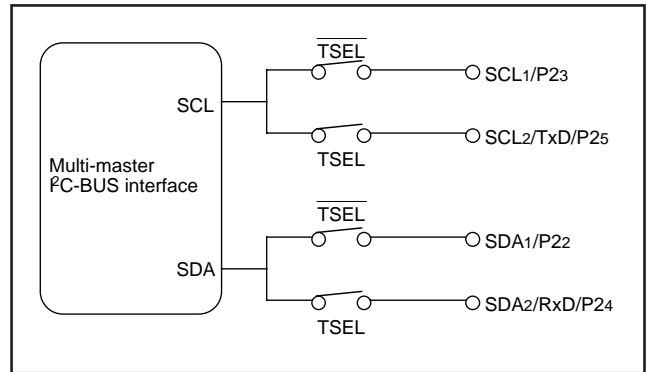 TSEL
SCL1/P23
SCL
SCL2/TxD/P25
TSEL
Multi-master
I²C-BUS interface
TSEL
SDA1/P22
SDA
SDA2/RxD/P24
TSEL